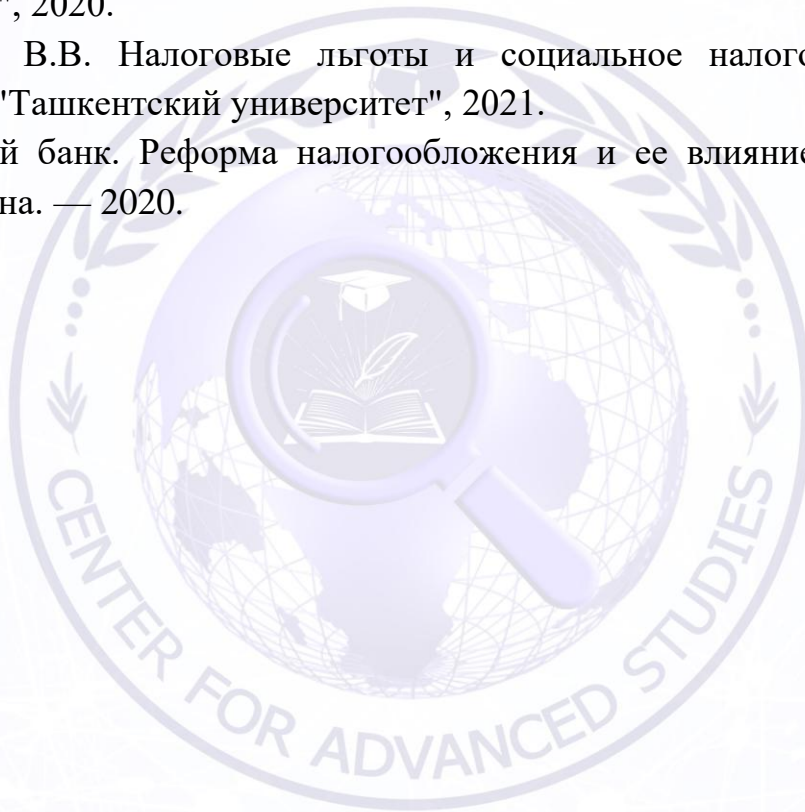 ", 2020.
В.В. Налоговые льготы и социальное налого
"Ташкентский университет", 2021.
й банк. Реформа налогообложения и ее влияние
на. — 2020.
CENTER FOR ADVANCED STUDIES